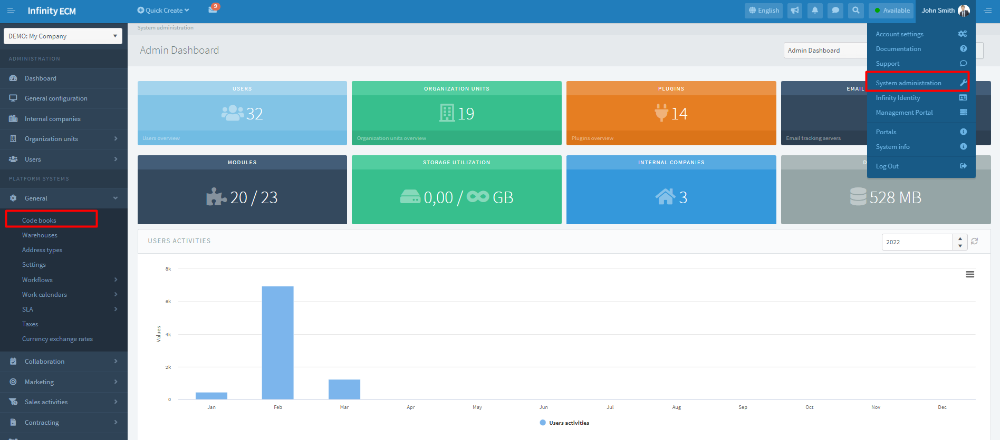 Infinity ECM
Quick Create
9
English
Available
John Smith
DEMO: My Company
ADMINISTRATION
Dashboard
General configuration
Internal companies
Organization units
Users
PLATFORM SYSTEMS
General
Code books
Warehouses
Address types
Settings
Workflows
Work calendars
SLA
Taxes
Currency exchange rates
Collaboration
Marketing
Sales activities
Contracting
System administration
Admin Dashboard
Admin Dashboard
Account settings
Documentation
Support
System administration
Infinity Identity
Management Portal
Portals
System info
Log Out
USERS
32
Users overview
ORGANIZATION UNITS
19
Organization units overview
PLUGINS
14
Plugins overview
EMAIL
Email tracking servers
MODULES
20 / 23
STORAGE UTILIZATION
0,00 / ∞ GB
INTERNAL COMPANIES
3
D
528 MB
USERS ACTIVITIES
2022
8k
6k
4k
2k
0
Values
Jan Feb Mar Apr May Jun Jul Aug Sep Oct Nov Dec
Users activities